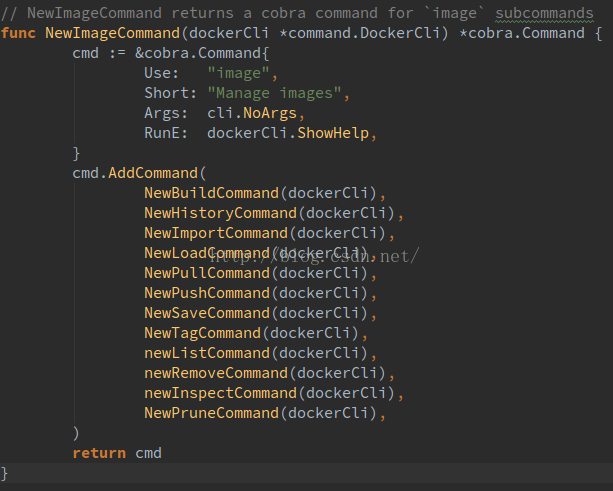 // NewImageCommand returns a cobra command for `image` subcommands
func NewImageCommand(dockerCli *command.DockerCli) *cobra.Command {
        cmd := &cobra.Command{
                Use:   "image",
                Short: "Manage images",
                Args:  cli.NoArgs,
                RunE:  dockerCli.ShowHelp,
        }
        cmd.AddCommand(
                NewBuildCommand(dockerCli),
                NewHistoryCommand(dockerCli),
                NewImportCommand(dockerCli),
                NewLoadCommand(dockerCli),
http://blog.csdn.net/
                NewPullCommand(dockerCli),
                NewPushCommand(dockerCli),
                NewSaveCommand(dockerCli),
                NewTagCommand(dockerCli),
                newListCommand(dockerCli),
                newRemoveCommand(dockerCli),
                newInspectCommand(dockerCli),
                NewPruneCommand(dockerCli),
        )
        return cmd
}